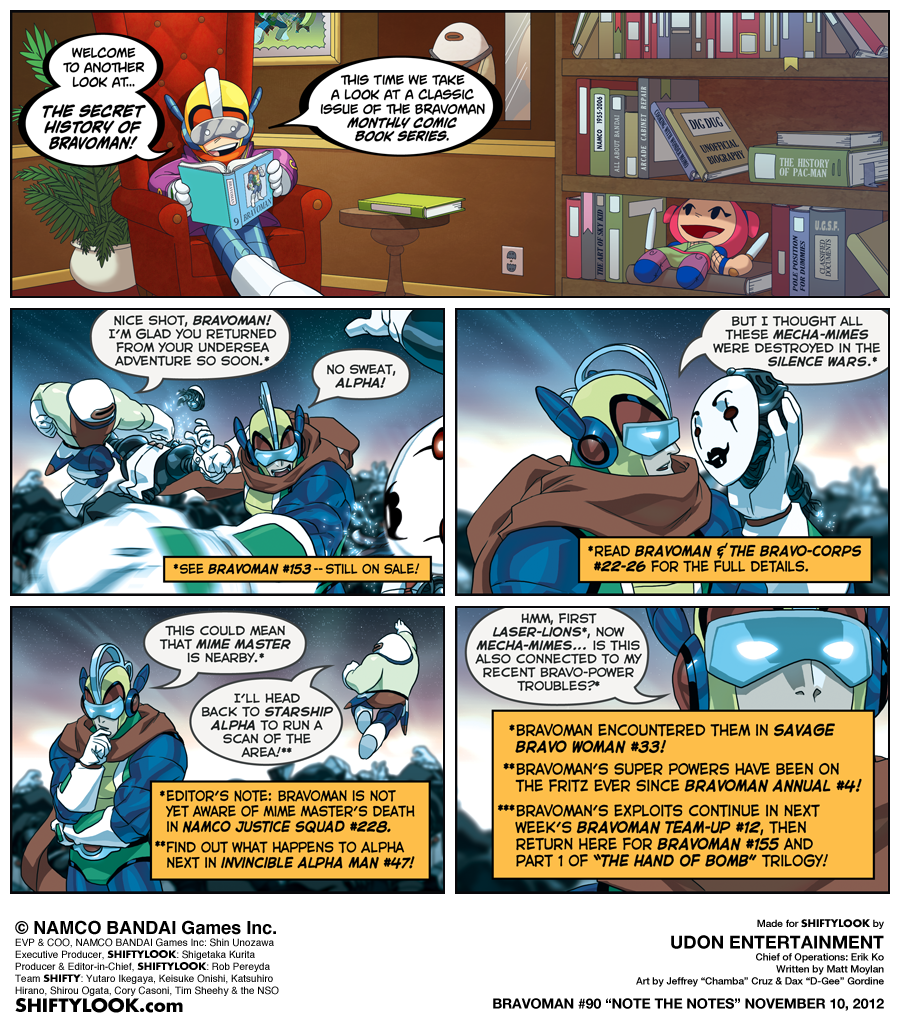 WELCOME
TO ANOTHER
LOOK AT...
THE SECRET
HISTORY OF
BRAVOMAN!
THIS TIME WE TAKE
A LOOK AT A CLASSIC
ISSUE OF THE BRAVOMAN
MONTHLY COMIC
BOOK SERIES.
9
BRAVOMAN
NAMCO 1955-2006
ALL ABOUT BANDAI
ARCADE CABINET REPAIR
DIG DUG
UNOFFICIAL
BIOGRAPHY
THE HISTORY
OF PAC-MAN
THE ART OF SKY KID
POLE POSITION
FOR DUMMIES
U.G.S.F.
CLASSIFIED
DOCUMENTS
NICE SHOT, BRAVOMAN!
I'M GLAD YOU RETURNED
FROM YOUR UNDERSEA
ADVENTURE SO SOON.*
NO SWEAT,
ALPHA!
*SEE BRAVOMAN #153 -- STILL ON SALE!
BUT I THOUGHT ALL
THESE MECHA-MIMES
WERE DESTROYED IN THE
SILENCE WARS.*
*READ BRAVOMAN & THE BRAVO-CORPS
#22-26 FOR THE FULL DETAILS.
THIS COULD MEAN
THAT MIME MASTER
IS NEARBY.*
I'LL HEAD
BACK TO STARSHIP
ALPHA TO RUN A
SCAN OF THE
AREA!**
*EDITOR'S NOTE: BRAVOMAN IS NOT
YET AWARE OF MIME MASTER'S DEATH
IN NAMCO JUSTICE SQUAD #228.
**FIND OUT WHAT HAPPENS TO ALPHA
NEXT IN INVINCIBLE ALPHA MAN #47!
HMM, FIRST
LASER-LIONS*, NOW
MECHA-MIMES... IS THIS
ALSO CONNECTED TO MY
RECENT BRAVO-POWER
TROUBLES?*
*BRAVOMAN ENCOUNTERED THEM IN SAVAGE
BRAVO WOMAN #33!
**BRAVOMAN'S SUPER POWERS HAVE BEEN ON
THE FRITZ EVER SINCE BRAVOMAN ANNUAL #4!
***BRAVOMAN'S EXPLOITS CONTINUE IN NEXT
WEEK'S BRAVOMAN TEAM-UP #12, THEN
RETURN HERE FOR BRAVOMAN #155 AND
PART 1 OF "THE HAND OF BOMB" TRILOGY!
© NAMCO BANDAI Games Inc.
EVP & COO, NAMCO BANDAI Games Inc: Shin Unozawa
Executive Producer, SHIFTYLOOK: Shigetaka Kurita
Producer & Editor-in-Chief, SHIFTYLOOK: Rob Pereyda
Team SHIFTY: Yutaro Ikegaya, Keisuke Onishi, Katsuhiro
Hirano, Shirou Ogata, Cory Casoni, Tim Sheehy & the NSO
SHIFTYLOOK.com
Made for SHIFTYLOOK by
UDON ENTERTAINMENT
Chief of Operations: Erik Ko
Written by Matt Moylan
Art by Jeffrey "Chamba" Cruz & Dax "D-Gee" Gordine
BRAVOMAN #90 "NOTE THE NOTES" NOVEMBER 10, 2012